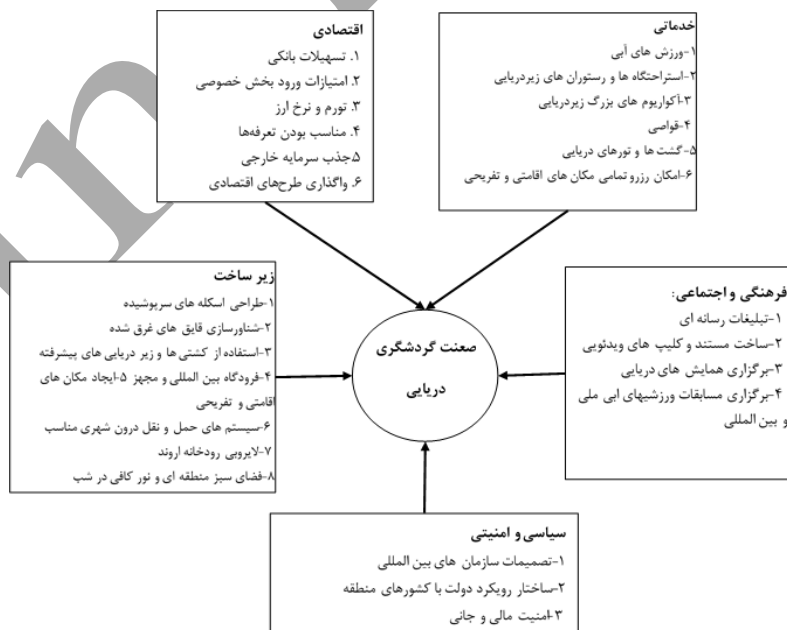 خدماتی
۱-ورزش های آبی
۲-استراحتگاه ها و رستوران های زیردریایی
۳-آکواریوم های بزرگ زیردریایی
۴-قواصی
۵-گشت ها و تورهای دریایی
۶-امکان رزرو تمامی مکان های اقامتی و تفریحی
اقتصادی
۱. تسهیلات بانکی
۲. امتیازات ورود بخش خصوصی
۳. تورم و نرخ ارز
۴. مناسب بودن تعرفه‌ها
۵جذب سرمایه خارجی
۶. واگذاری طرح‌های اقتصادی
فرهنگی و اجتماعی:
۱-تبلیغات رسانه ای
۲-ساخت مستند و کلیپ های ویدئویی
۳-برگزاری همایش های دریایی
۴-برگزاری مسابقات ورزشیهای ابی ملی
و بین المللی
صعنت گردشگری
دریایی
زیر ساخت
۱-طراحی اسکله های سرپوشیده
۲-شناورسازی قایق های غرق شده
۳-استفاده از کشتی ها و زیر دریایی های پیشرفته
۴-فرودگاه بین المللی و مجهز ۵-ایجاد مکان های
اقامتی و تفریحی
۶-سیستم های حمل و نقل درون شهری مناسب
۷-لایروبی رودخانه اروند
۸-فضای سبز منطقه ای و نور کافی در شب
سیاسی و امنیتی
۱-تصمیمات سازمان های بین المللی
۲-ساختار رویکرد دولت با کشورهای منطقه
۳-امنیت مالی و جانی